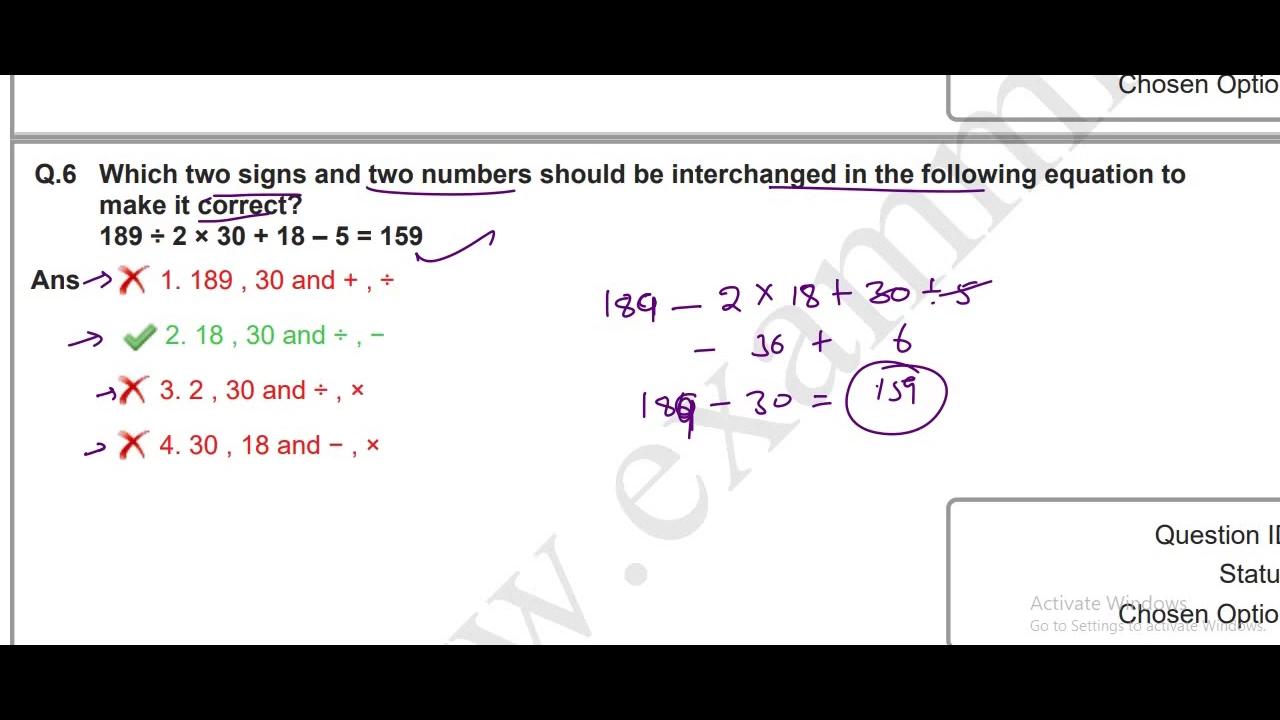 Chosen Optio
Q.6 Which two signs and two numbers should be interchanged in the following equation to
make it correct?
189 ÷ 2 × 30 + 18 – 5 = 159
Ans 1. 189 , 30 and + , ÷
2. 18 , 30 and ÷ , −
3. 2 , 30 and ÷ , ×
4. 30 , 18 and − , ×
189 – 2 × 18 + 30 ÷ 5
– 36 + 6
189 – 30 = 159
w.examm
Question ID
Statu
Chosen Optio
Activate Windows
Go to Settings to activate Windows.